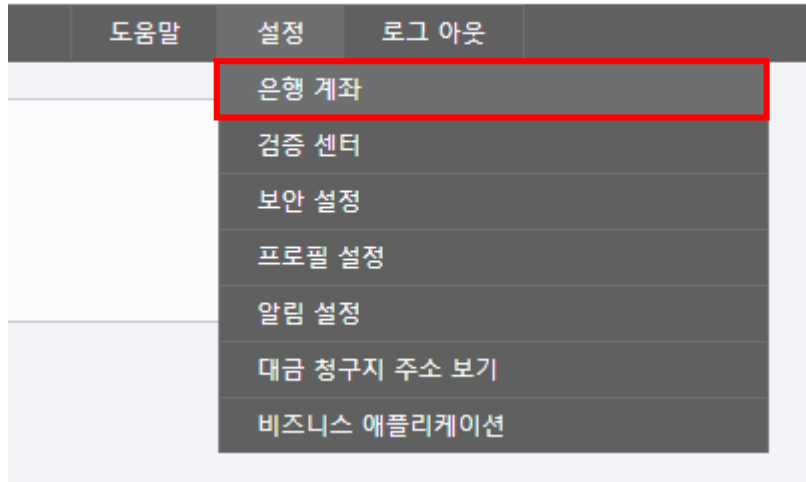 도움말 설정 로그 아웃
은행 계좌
검증 센터
보안 설정
프로필 설정
알림 설정
대금 청구지 주소 보기
비즈니스 애플리케이션